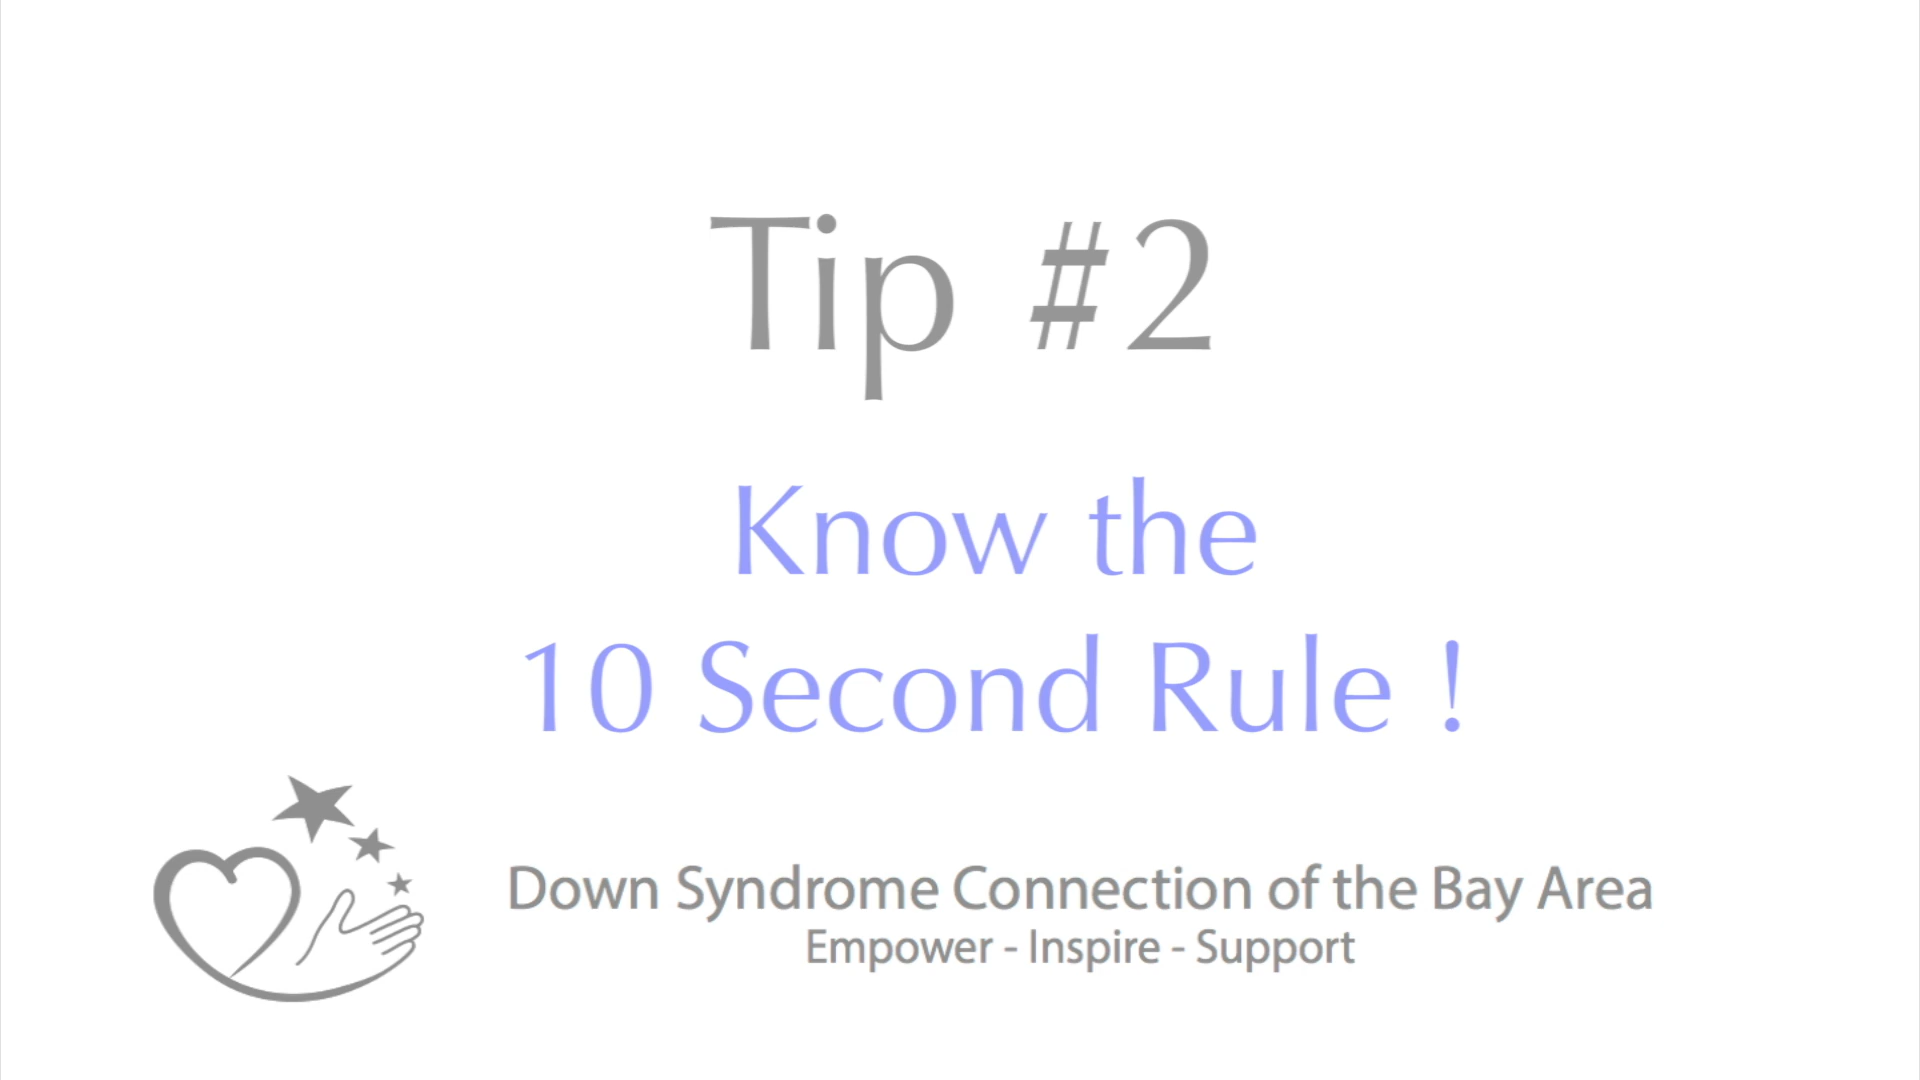 Tip #2
Know the
10 Second Rule !
Down Syndrome Connection of the Bay Area
Empower - Inspire - Support